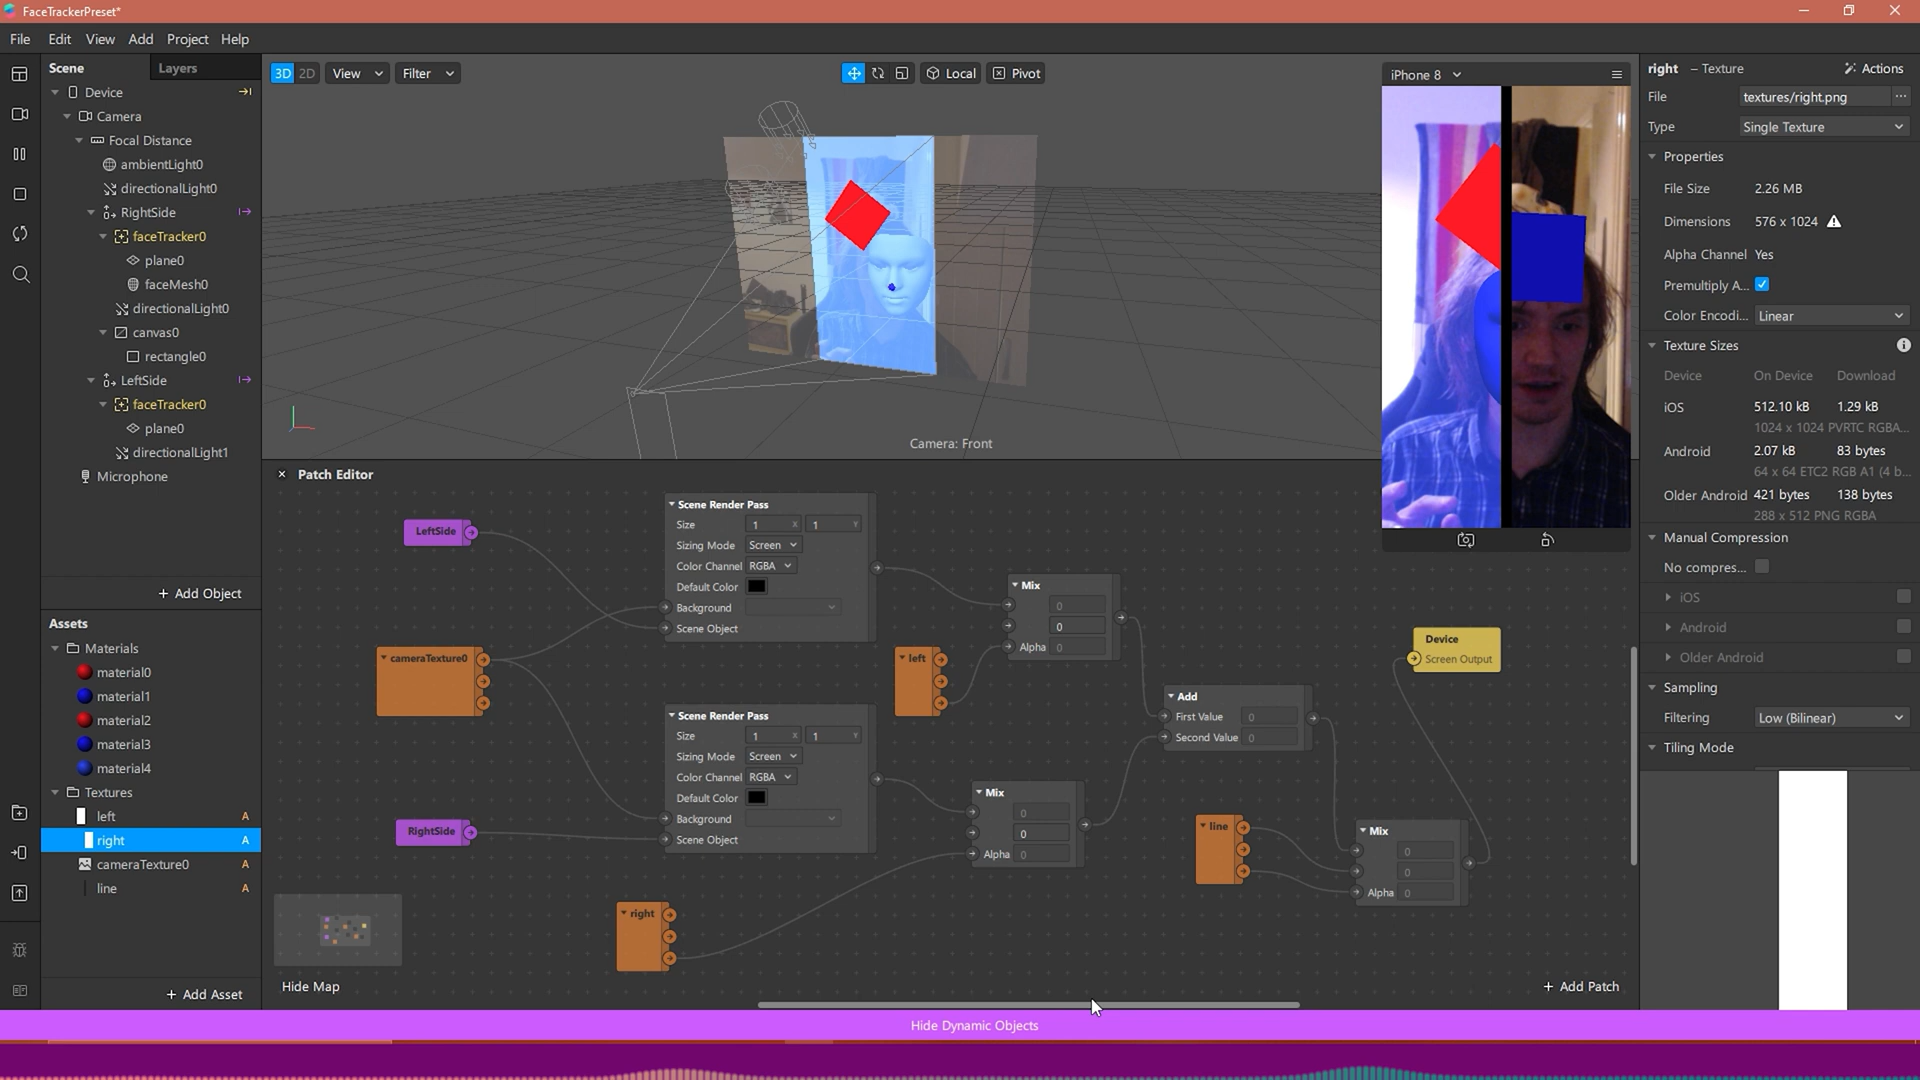 FaceTrackerPreset*
File Edit View Add Project Help
Scene Layers
Device
Camera
Focal Distance
ambientLight0
directionalLight0
RightSide
faceTracker0
plane0
faceMesh0
directionalLight0
canvas0
rectangle0
LeftSide
faceTracker0
plane0
directionalLight1
Microphone
+ Add Object
Assets
Materials
material0
material1
material2
material3
material4
Textures
left A
right A
cameraTexture0 A
line A
+ Add Asset
3D 2D View Filter Local Pivot
Camera: Front
iPhone 8
Patch Editor
LeftSide
Scene Render Pass
Size 1 X 1 Y
Sizing Mode Screen
Color Channel RGBA
Default Color
Background
Scene Object
cameraTexture0
left
Mix
0
0
Alpha 0
Device
Screen Output
Scene Render Pass
Size 1 X 1 Y
Sizing Mode Screen
Color Channel RGBA
Default Color
Background
Scene Object
Add
First Value 0
Second Value 0
RightSide
Mix
0
0
Alpha 0
line
Mix
0
0
Alpha 0
right
Hide Map
+ Add Patch
right – Texture Actions
File textures/right.png ...
Type Single Texture
Properties
File Size 2.26 MB
Dimensions 576 x 1024
Alpha Channel Yes
Premultiply A...
Color Encodi... Linear
Texture Sizes
Device On Device Download
iOS 512.10 kB 1.29 kB
1024 x 1024 PVRTC RGBA...
Android 2.07 kB 83 bytes
64 x 64 ETC2 RGB A1 (4 b...
Older Android 421 bytes 138 bytes
288 x 512 PNG RGBA
Manual Compression
No compres...
iOS
Android
Older Android
Sampling
Filtering Low (Bilinear)
Tiling Mode
Hide Dynamic Objects